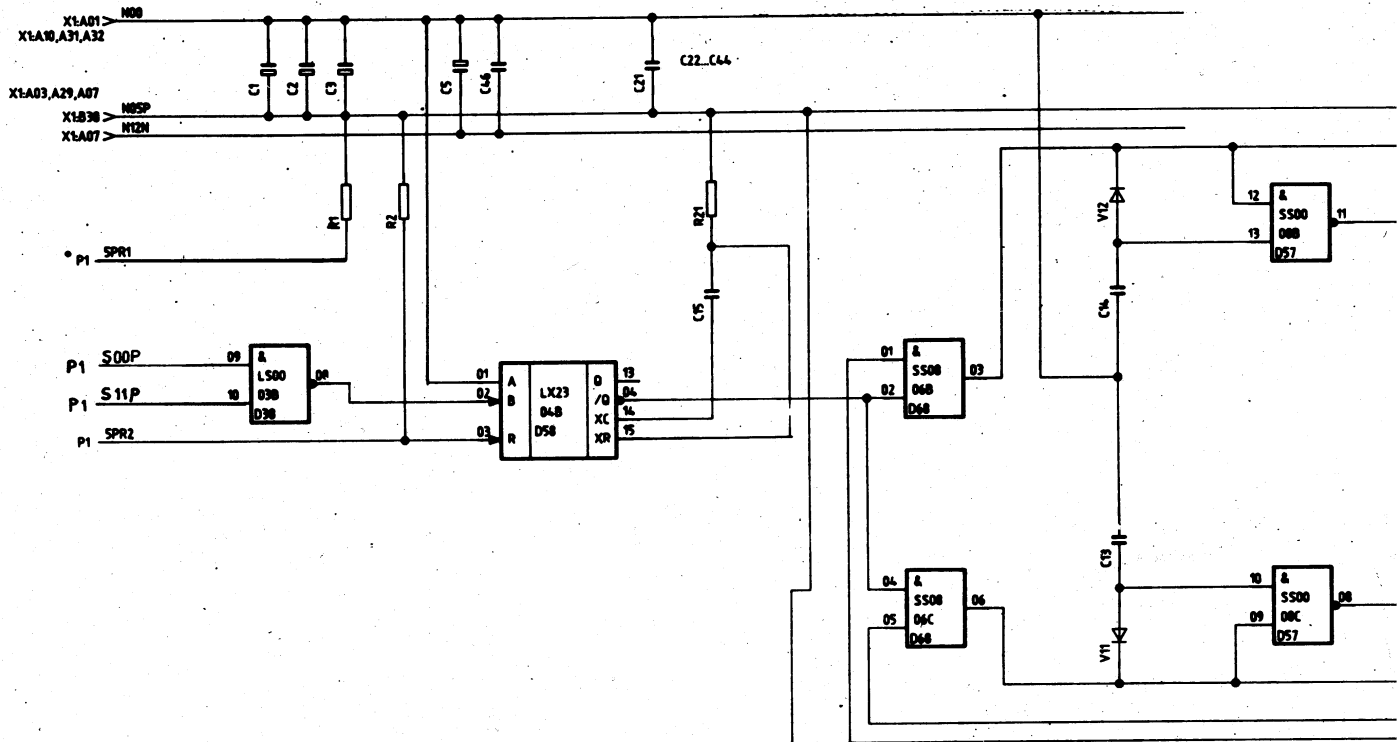 X1:A01 N00
X1:A10,A31,A32
C1
C2
C3
C5
C46
C21
C22...C44
X1:A03,A29,A07
X1:B38 N05P
X1:A07 N12N
R1
R2
R21
V12
12 &
SS00
08B
13
D57
11
P1 SPR1
C15
C14
P1 S00P
09 &
LS00
03B
10
D38
08
P1 S11P
P1 SPR2
01 A
02 B
03 R
LX23
04B
D58
Q 13
/Q 04
XC 14
XR 15
01 &
SS08
06B
02
D68
03
C13
04 &
SS08
06C
05
D68
06
V11
10 &
SS00
08C
09
D57
08